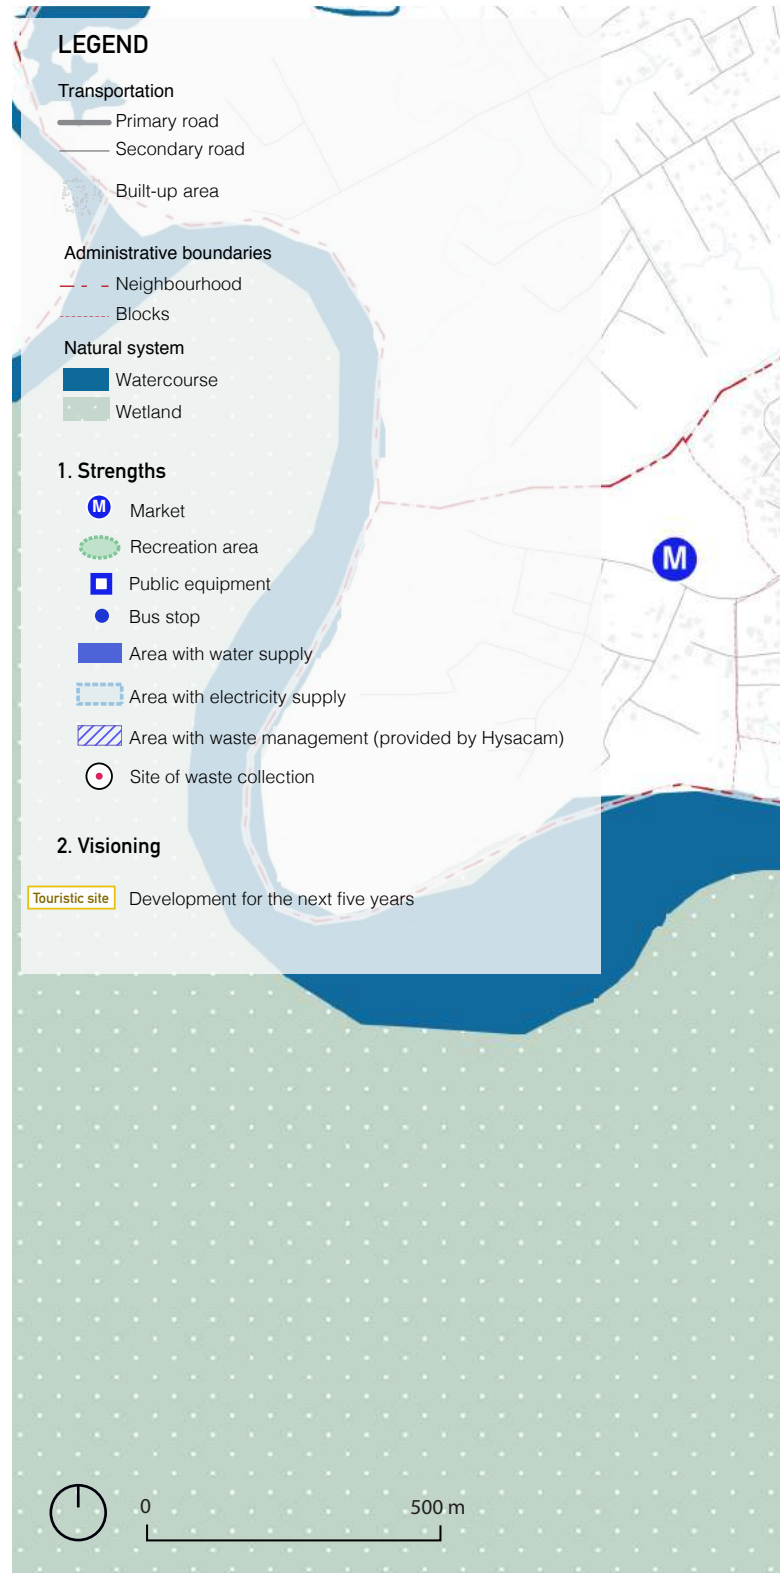 LEGEND
Transportation
Primary road
Secondary road
Built-up area
Administrative boundaries
Neighbourhood
Blocks
Natural system
Watercourse
Wetland
1. Strengths
M Market
Recreation area
Public equipment
Bus stop
Area with water supply
Area with electricity supply
Area with waste management (provided by Hysacam)
Site of waste collection
2. Visioning
Touristic site Development for the next five years
M
0 500 m